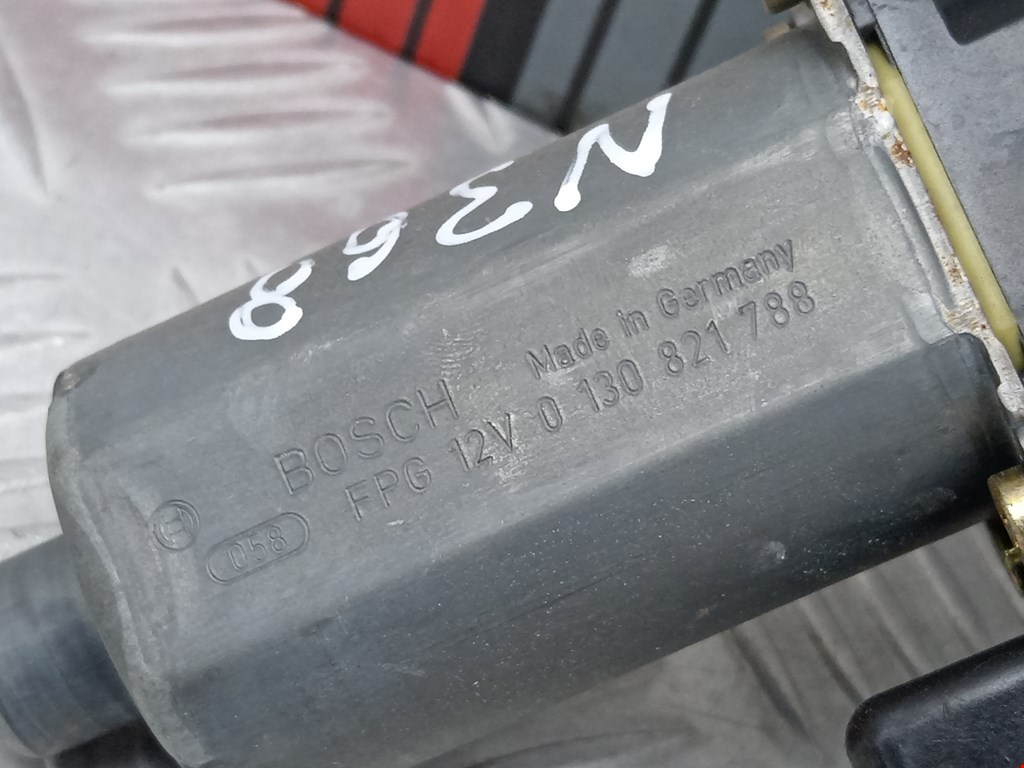 N368
Made in Germany
BOSCH
FPG 12V 0 130 821 788
058